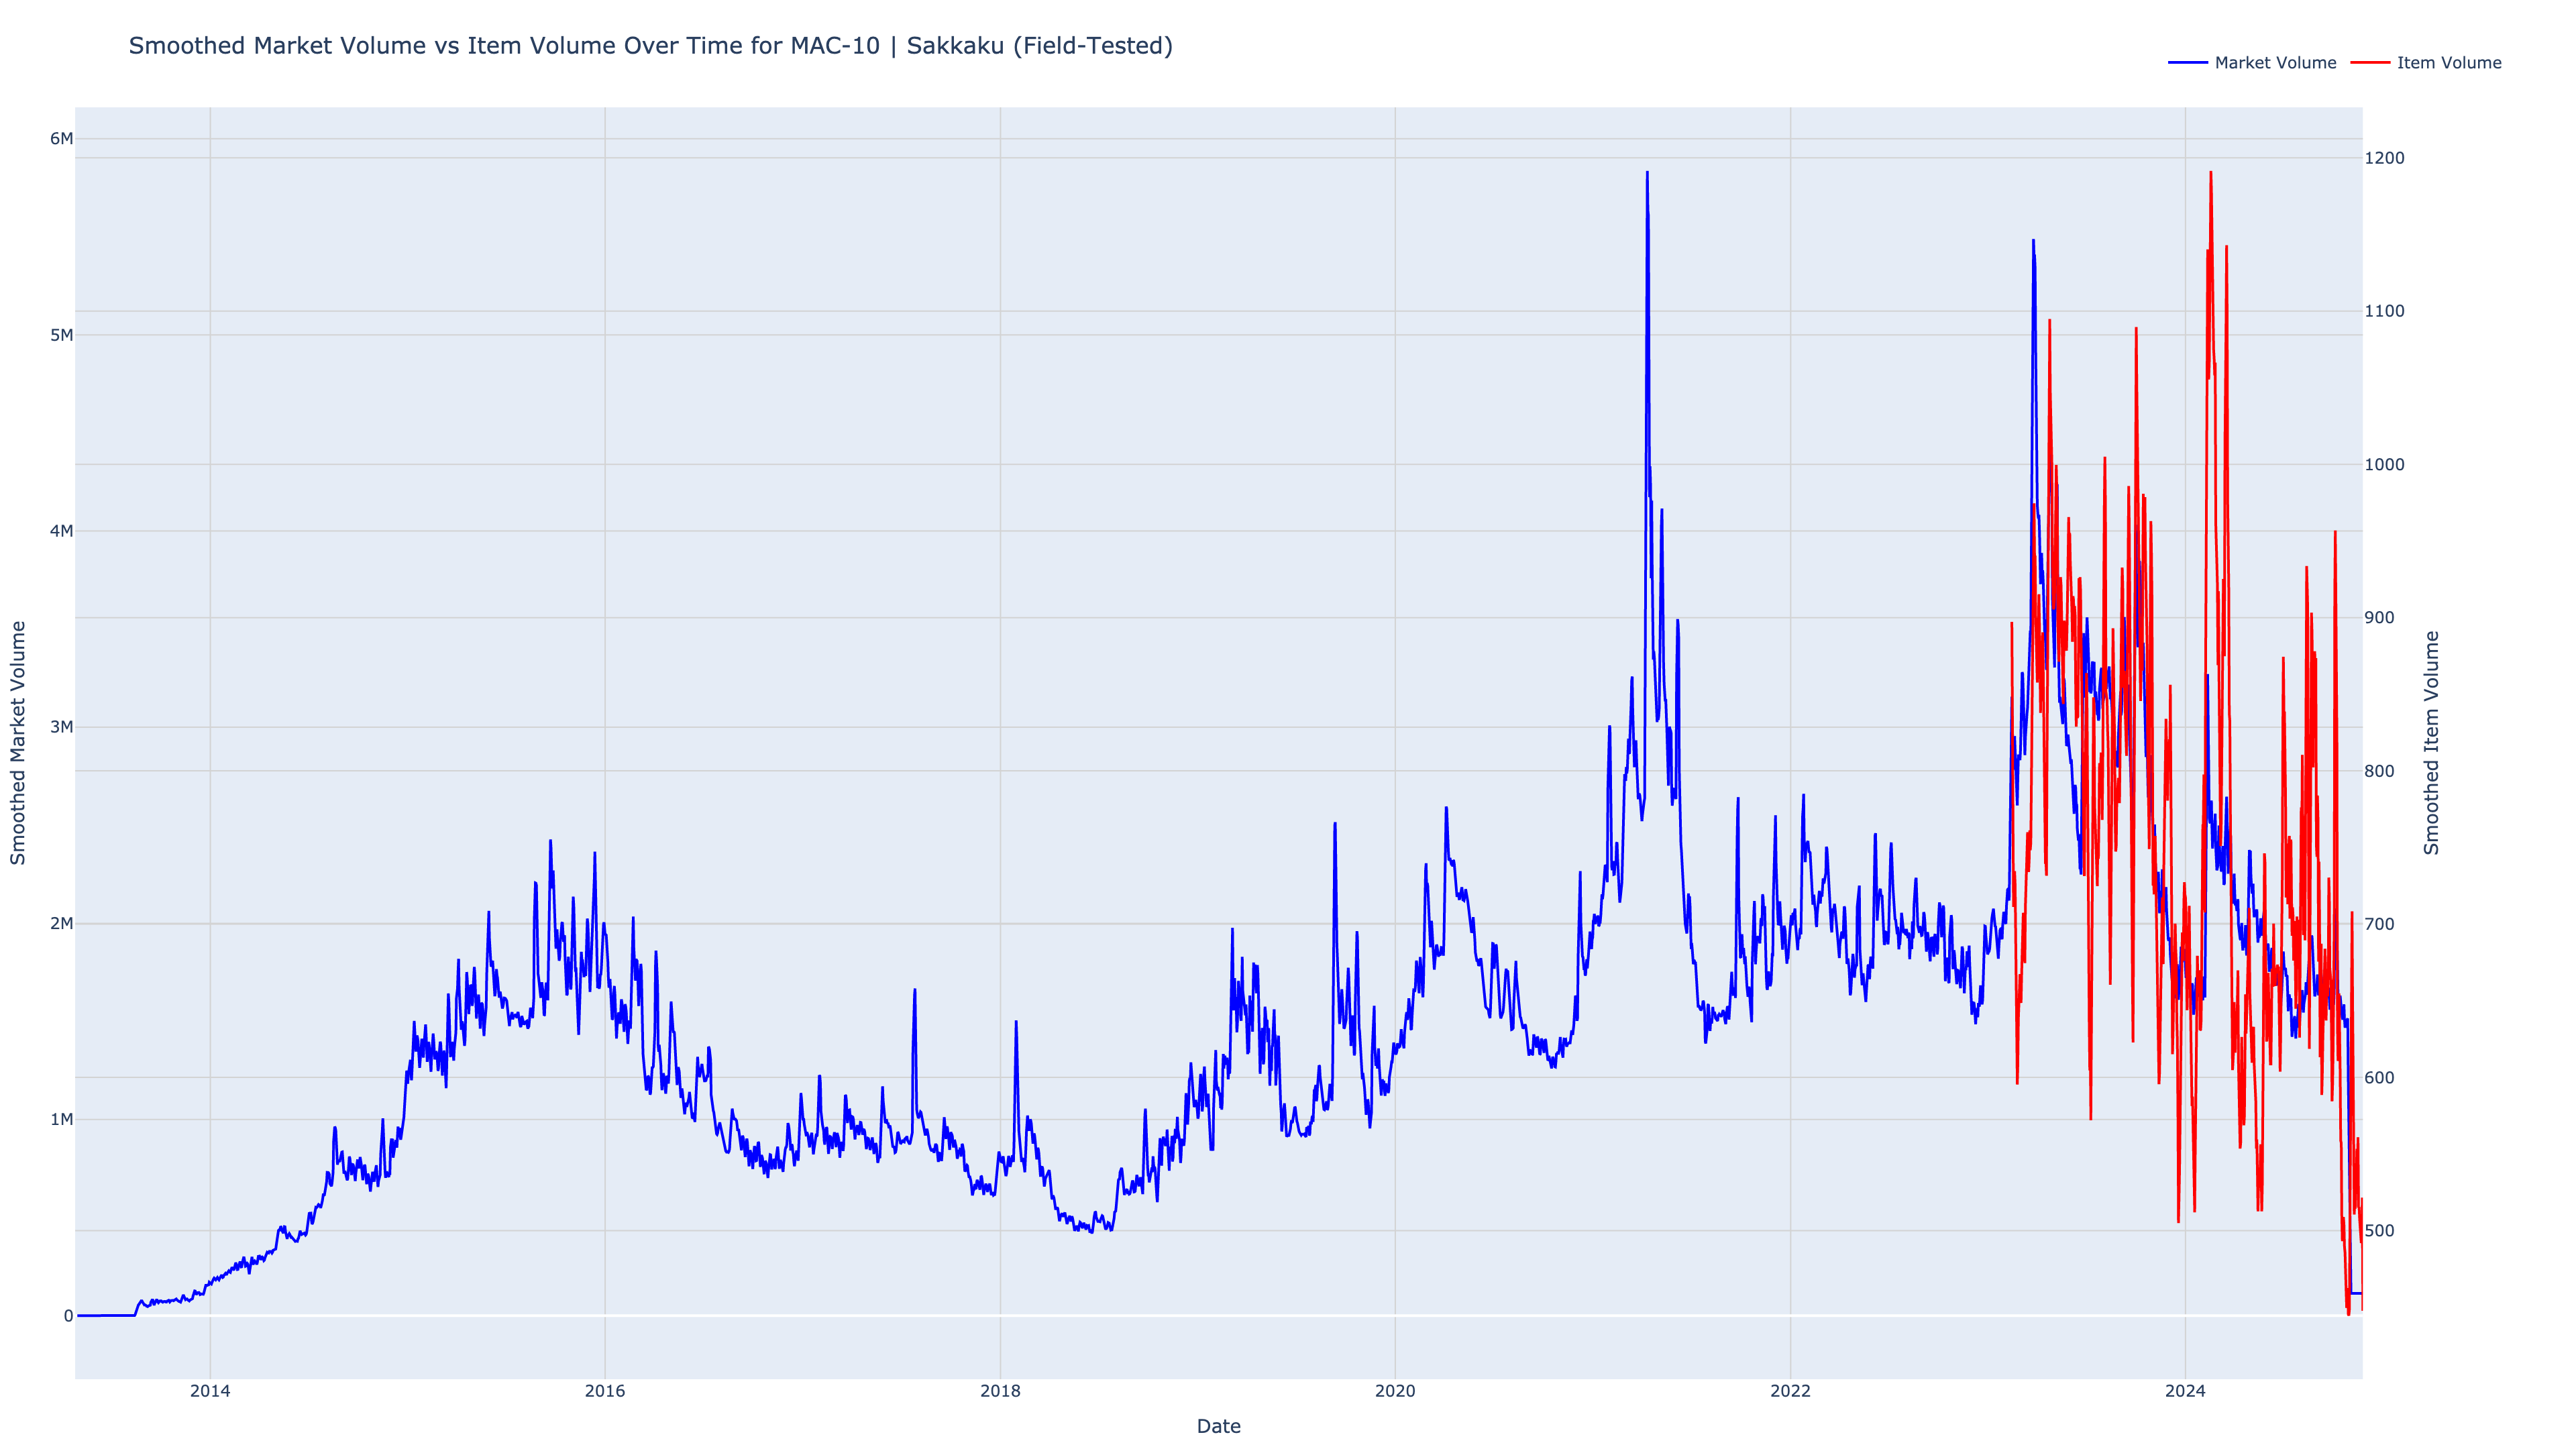 Smoothed Market Volume vs Item Volume Over Time for MAC-10 | Sakkaku (Field-Tested)
Market Volume
Item Volume
6M
5M
4M
3M
2M
1M
0
Smoothed Market Volume
1200
1100
1000
900
800
700
600
500
Smoothed Item Volume
2014
2016
2018
2020
2022
2024
Date